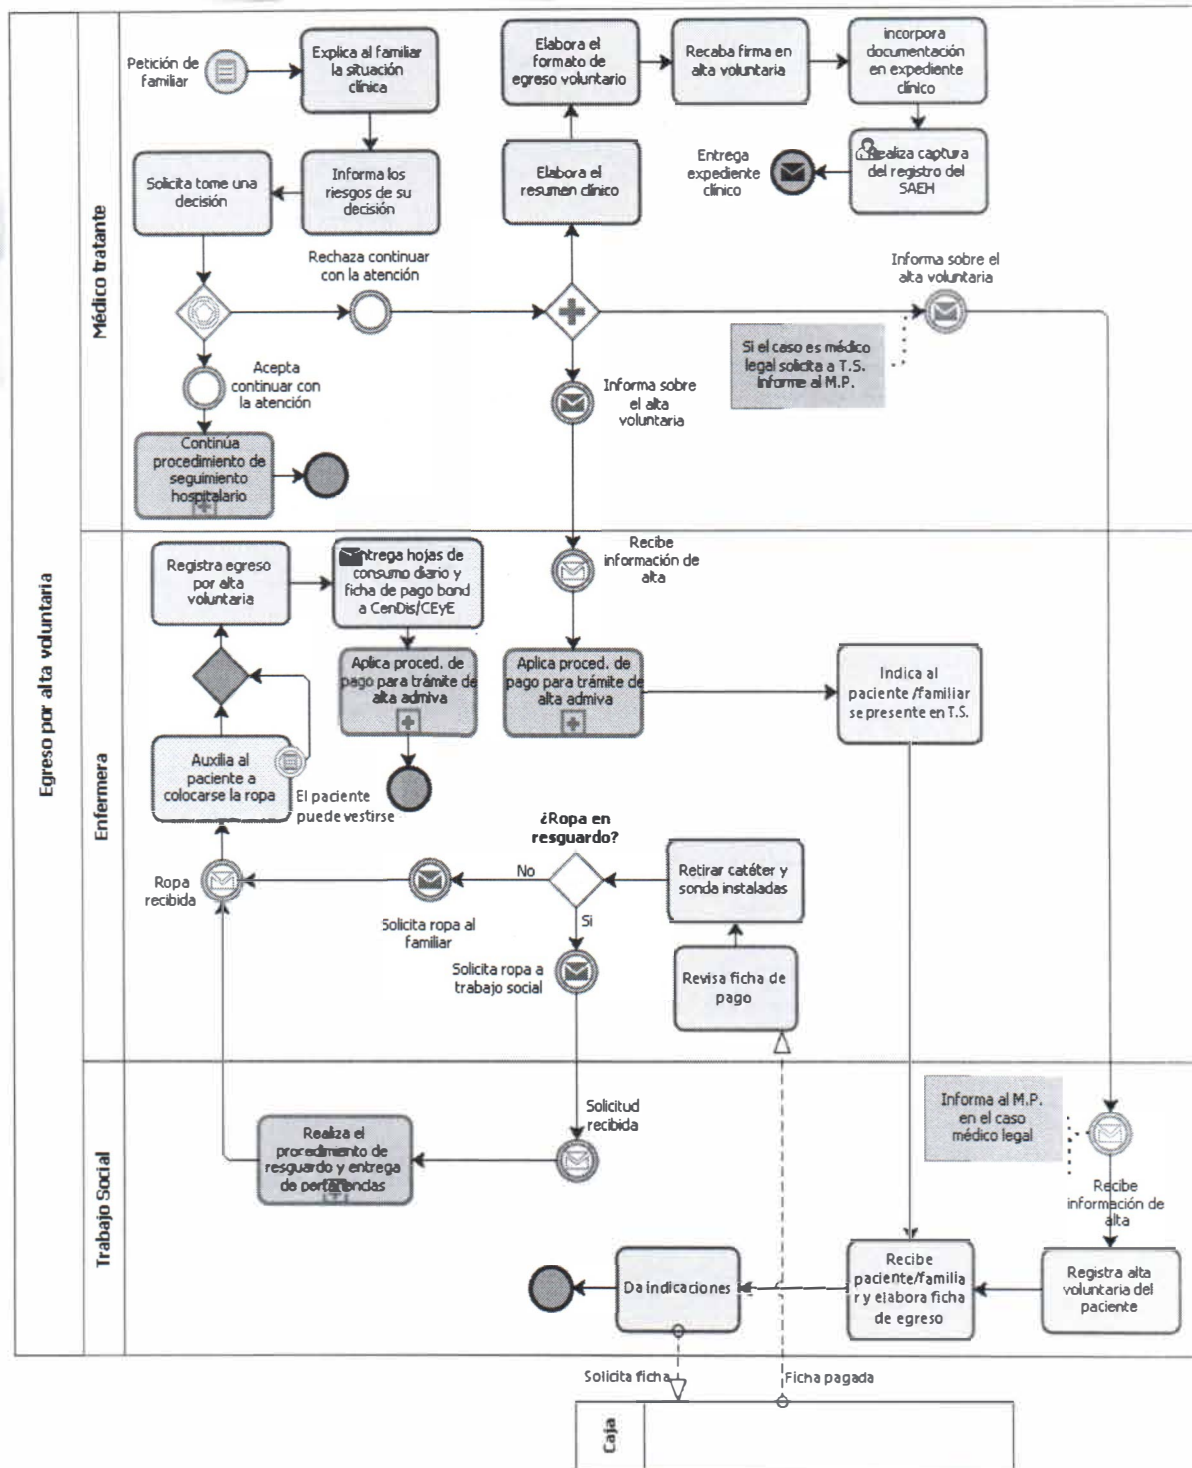 Egreso por alta voluntaria
Médico tratante
Petición de
familiar
Explica al familiar
la situación
clínica
Elabora el
formato de
egreso voluntario
Recaba firma en
alta voluntaria
incorpora
documentación
en expediente
clínico
Solicita tome una
decisión
Informa los
riesgos de su
decisión
Elabora el
resumen clínico
Entrega
expediente
clínico
Realiza captura
del registro del
SAEH
Rechaza continuar
con la atención
Informa sobre el
alta voluntaria
Si el caso es médico
legal solicita a T.S.
informe al M.P.
Acepta
continuar con
la atención
Informa sobre
el alta
voluntaria
Continúa
procedimiento de
seguimiento
hospitalario
Enfermera
Registra egreso
por alta
voluntaria
ntrega hojas de
consumo diario y
ficha de pago bond
a CenDis/CEyE
Recibe
información de
alta
Aplica proced. de
pago para trámite de
alta admiva
Aplica proced. de
pago para trámite de
alta admiva
Indica al
paciente /familiar
se presente en T.S.
Auxilia al
paciente a
colocarse la ropa
El paciente
puede vestirse
¿Ropa en
resguardo?
No
Si
Retirar catéter y
sonda instaladas
Ropa
recibida
Solicita ropa al
familiar
Solicita ropa a
trabajo social
Revisa ficha de
pago
Trabajo Social
Solicitud
recibida
Informa al M.P.
en el caso
médico legal
Realiza el
procedimiento de
resguardo y entrega
de pertenencias
Recibe
información de
alta
Da indicaciones
Recibe
paciente/familia
r y elabora ficha
de egreso
Registra alta
voluntaria del
paciente
Solicita ficha
Ficha pagada
Caja